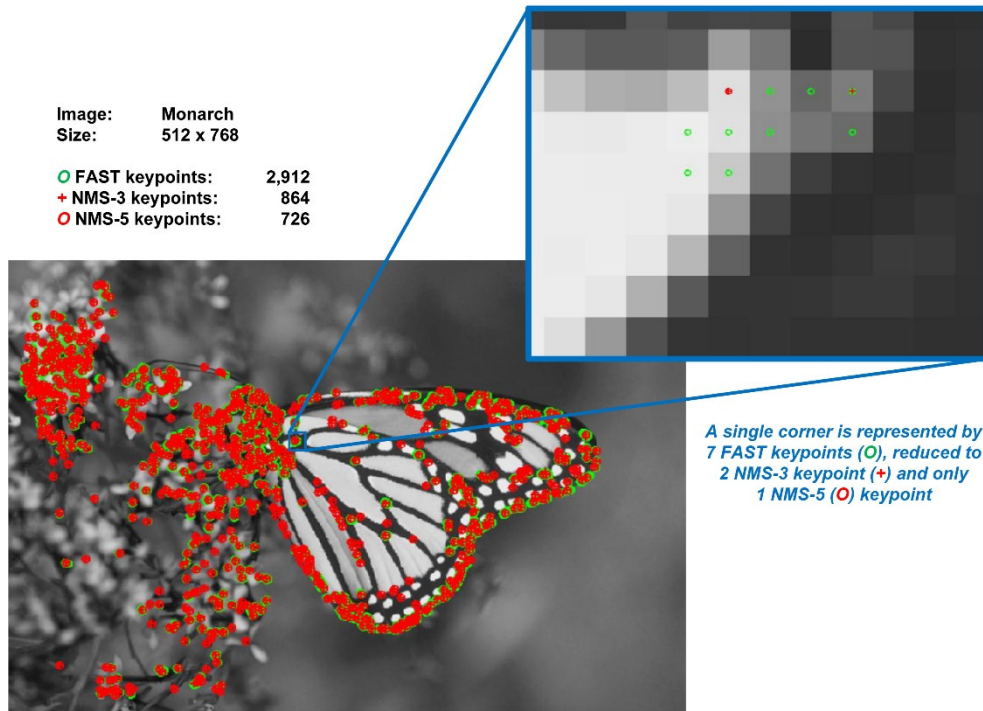 Image: Monarch
Size: 512 x 768
O FAST keypoints: 2,912
+ NMS-3 keypoints: 864
O NMS-5 keypoints: 726
A single corner is represented by
7 FAST keypoints (O), reduced to
2 NMS-3 keypoint (+) and only
1 NMS-5 (O) keypoint